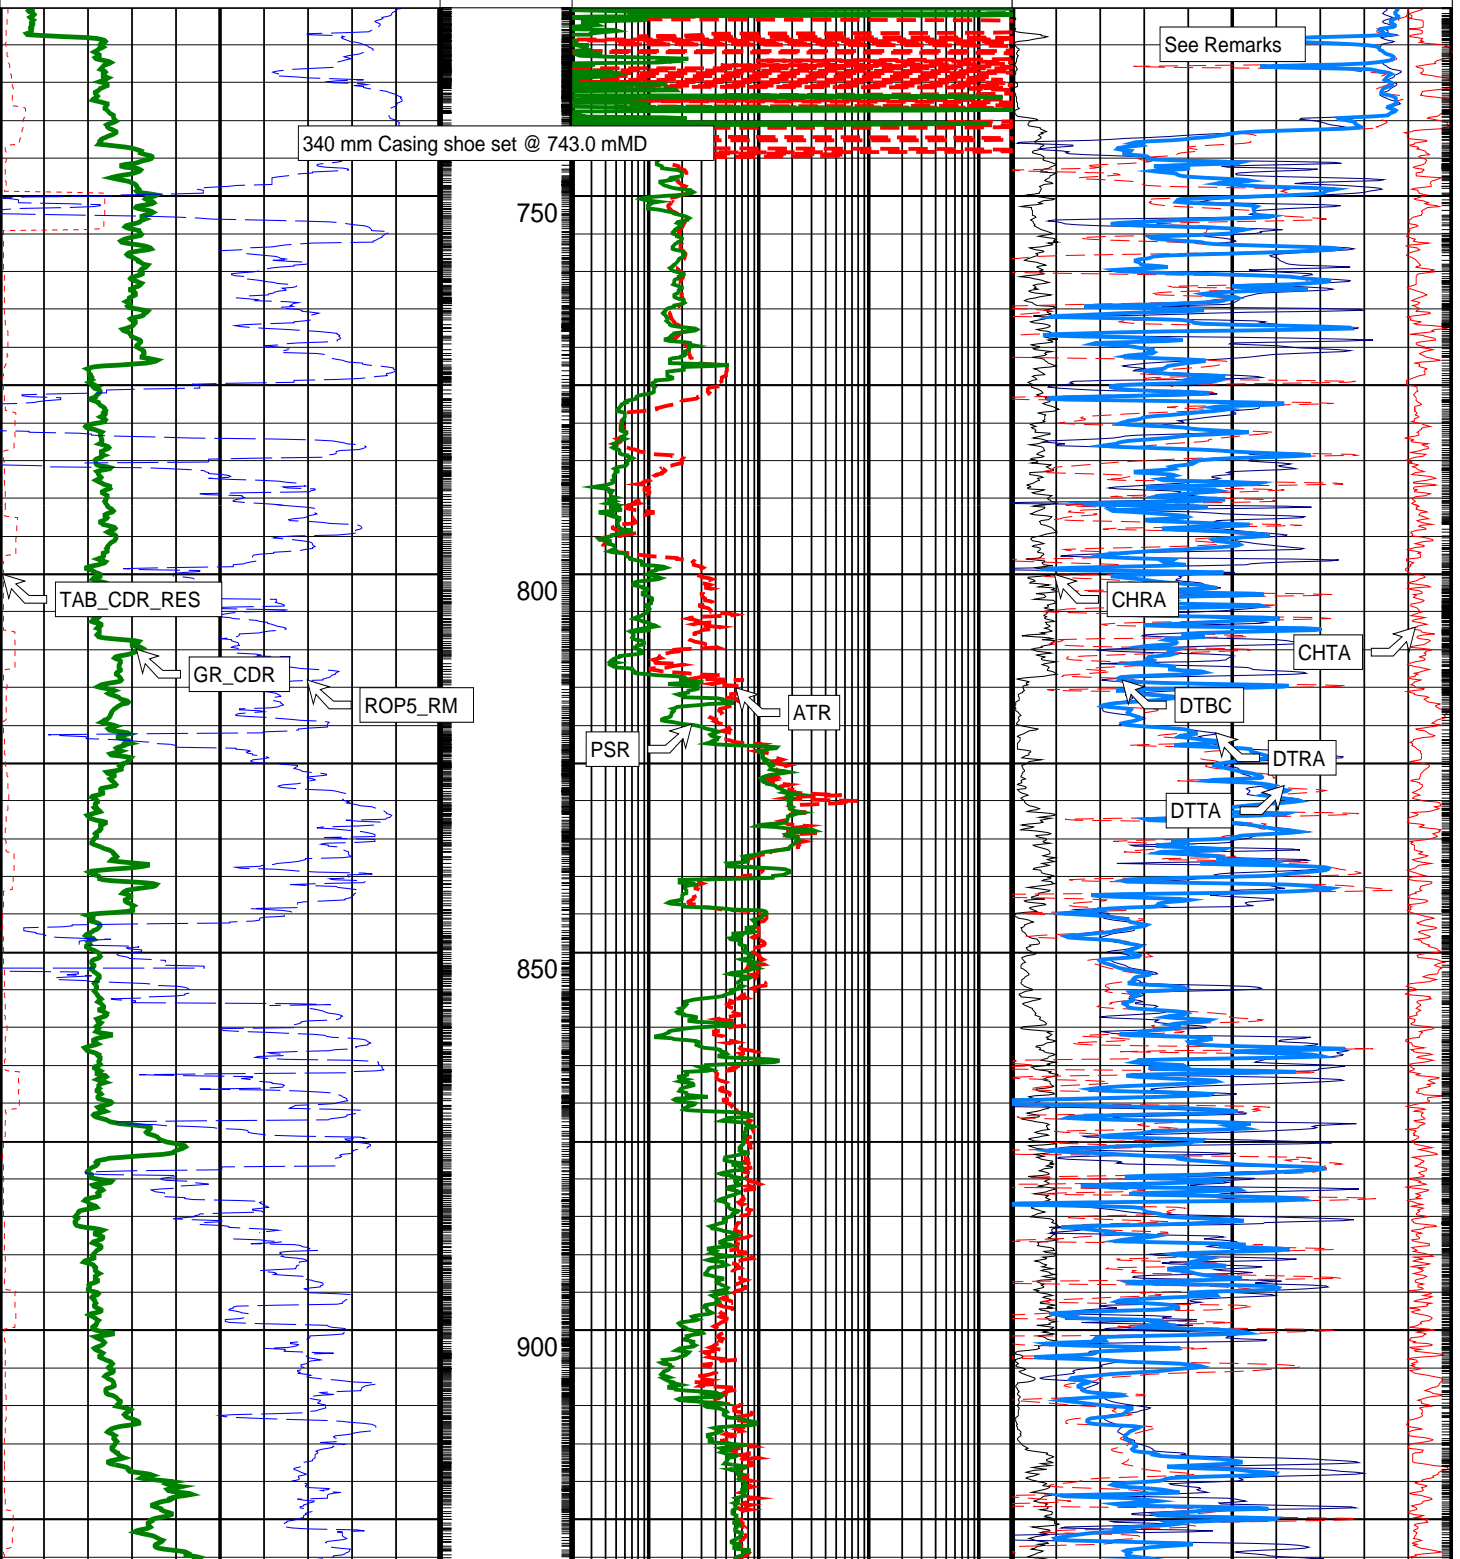 See Remarks
340 mm Casing shoe set @ 743.0 mMD
750
800
TAB_CDR_RES
CHRA
GR_CDR
CHTA
ROP5_RM
ATR
DTBC
PSR
DTRA
DTTA
850
900